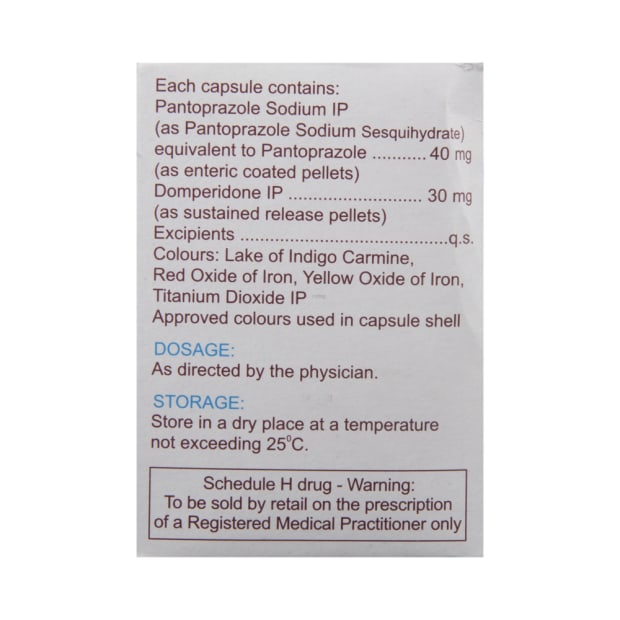 Each capsule contains:
Pantoprazole Sodium IP
(as Pantoprazole Sodium Sesquihydrate)
equivalent to Pantoprazole ........... 40 mg
(as enteric coated pellets)
Domperidone IP ........................... 30 mg
(as sustained release pellets)
Excipients ..........................................q.s.
Colours: Lake of Indigo Carmine,
Red Oxide of Iron, Yellow Oxide of Iron,
Titanium Dioxide IP
Approved colours used in capsule shell
DOSAGE:
As directed by the physician.
STORAGE:
Store in a dry place at a temperature
not exceeding 25⁰C.
Schedule H drug - Warning:
To be sold by retail on the prescription
of a Registered Medical Practitioner only